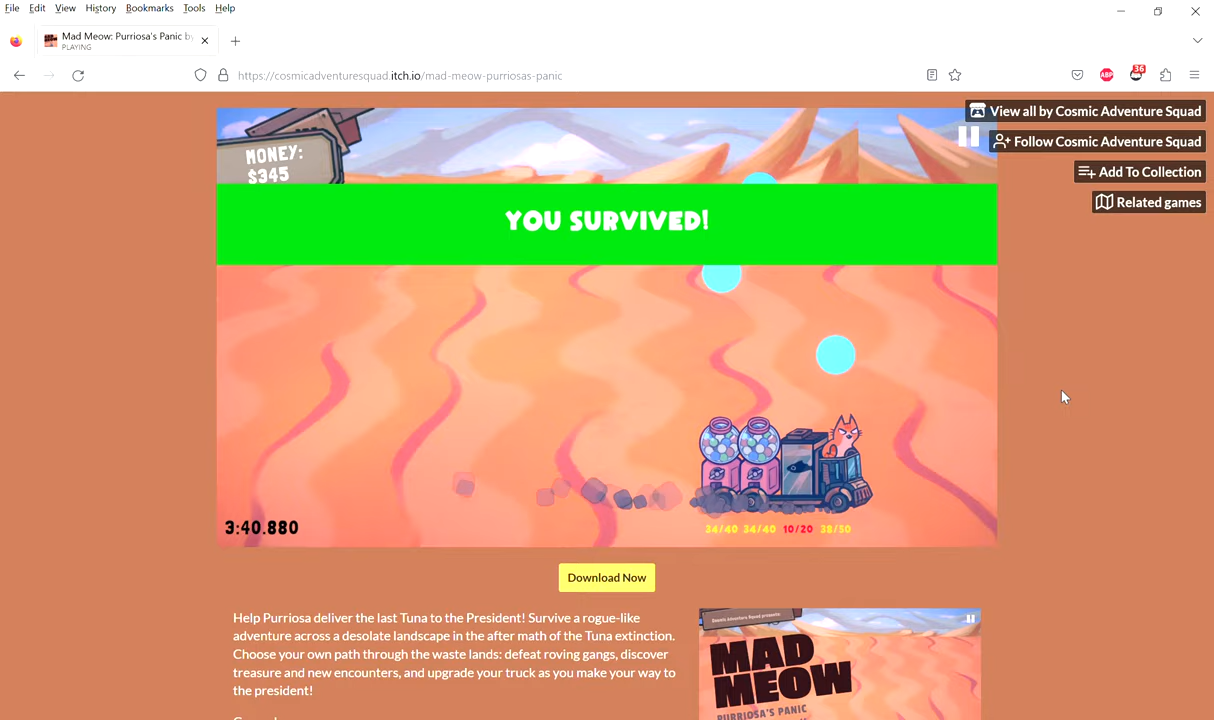 File Edit View History Bookmarks Tools Help
Mad Meow: Purriosa's Panic by
PLAYING
https://cosmicadventuresquad.itch.io/mad-meow-purriosas-panic
ABP
36
View all by Cosmic Adventure Squad
Follow Cosmic Adventure Squad
Add To Collection
Related games
MONEY:
$345
YOU SURVIVED!
34/40 34/40 10/20 38/50
3:40.880
Download Now
Help Purriosa deliver the last Tuna to the President! Survive a rogue-like
adventure across a desolate landscape in the after math of the Tuna extinction.
Choose your own path through the waste lands: defeat roving gangs, discover
treasure and new encounters, and upgrade your truck as you make your way to
the president!
Cosmic Adventure Squad presents:
MAD
MEOW
PURRIOSA'S PANIC